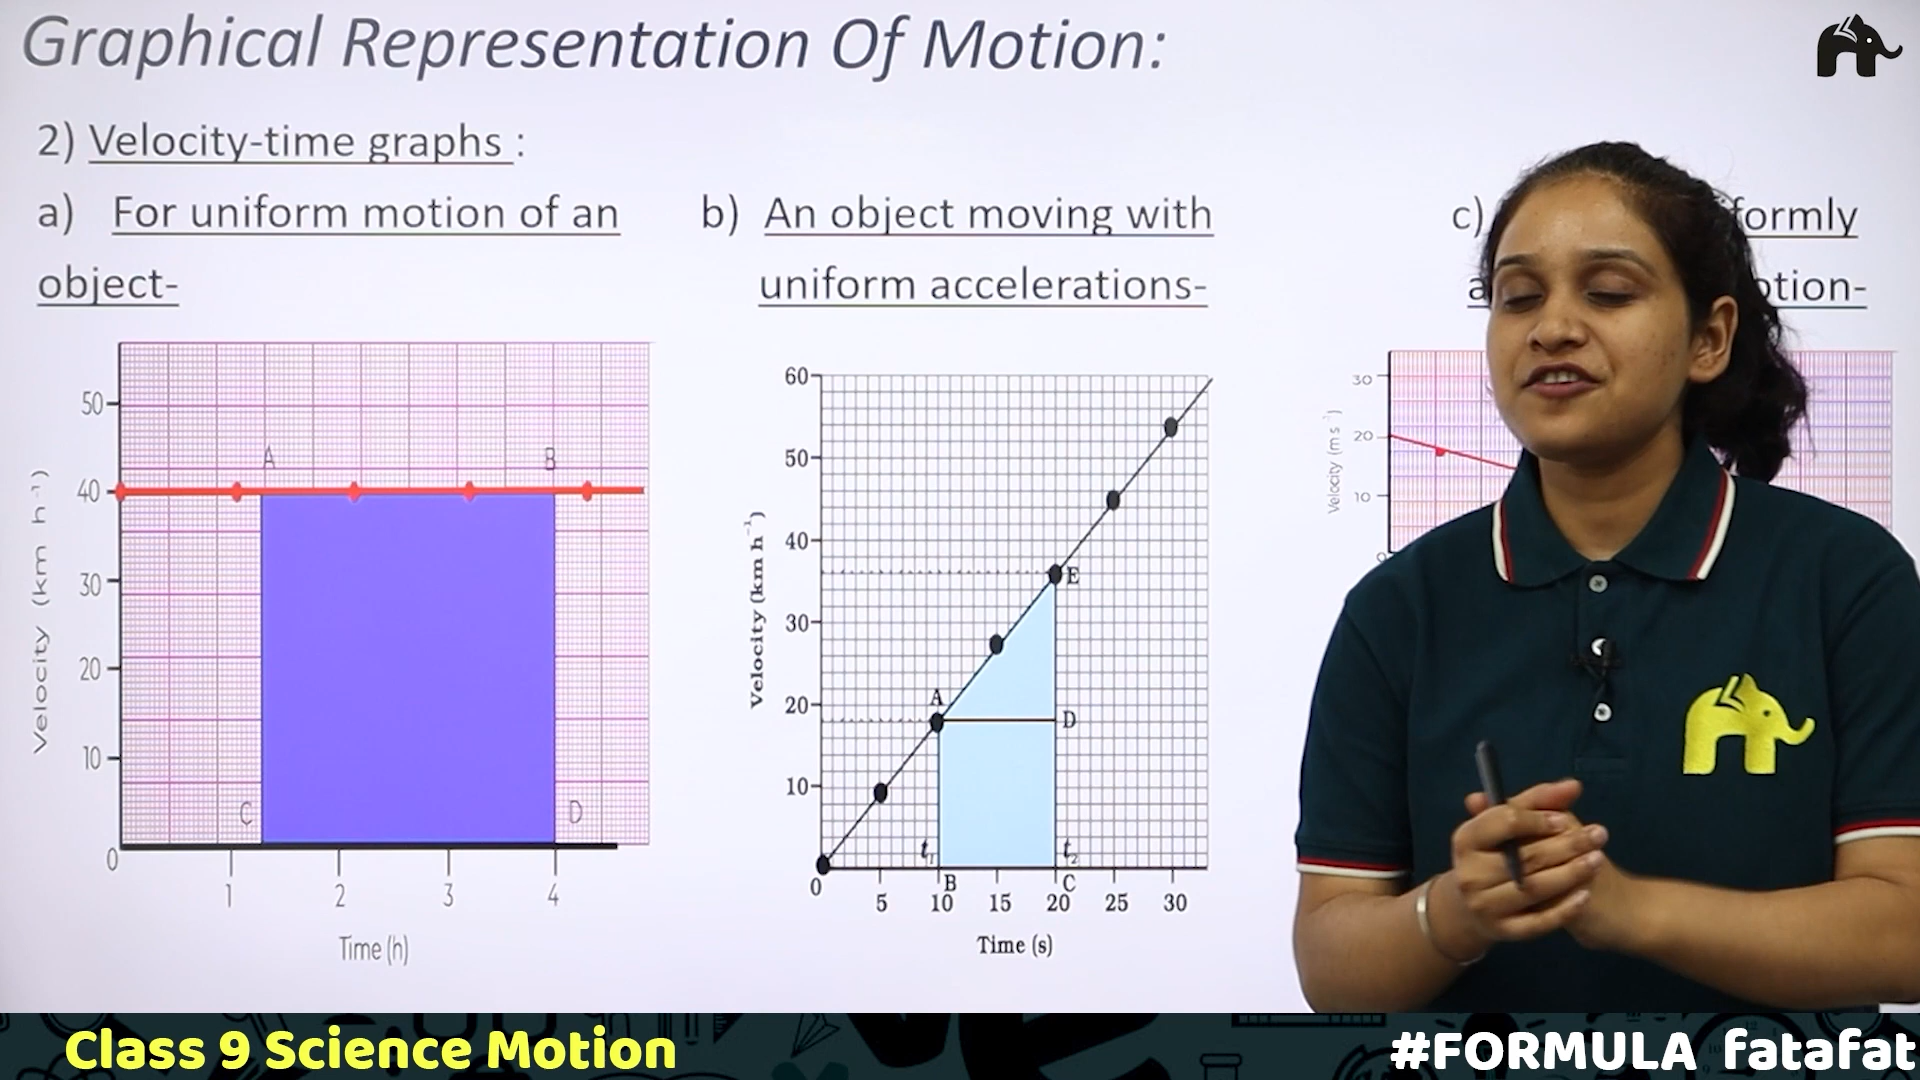 Graphical Representation Of Motion:
2) Velocity-time graphs :
a) For uniform motion of an
object-
50
40
30
20
10
0
1 2 3 4
A B
C D
Velocity (km h⁻¹)
Time (h)
b) An object moving with
uniform accelerations-
60
50
40
30
20
10
0
5 10 15 20 25 30
A
E
D
t₁ t₂
B C
Velocity (km h⁻¹)
Time (s)
c)
30
20
10
0
Velocity (m s⁻¹)
Class 9 Science Motion
#FORMULA fatafat